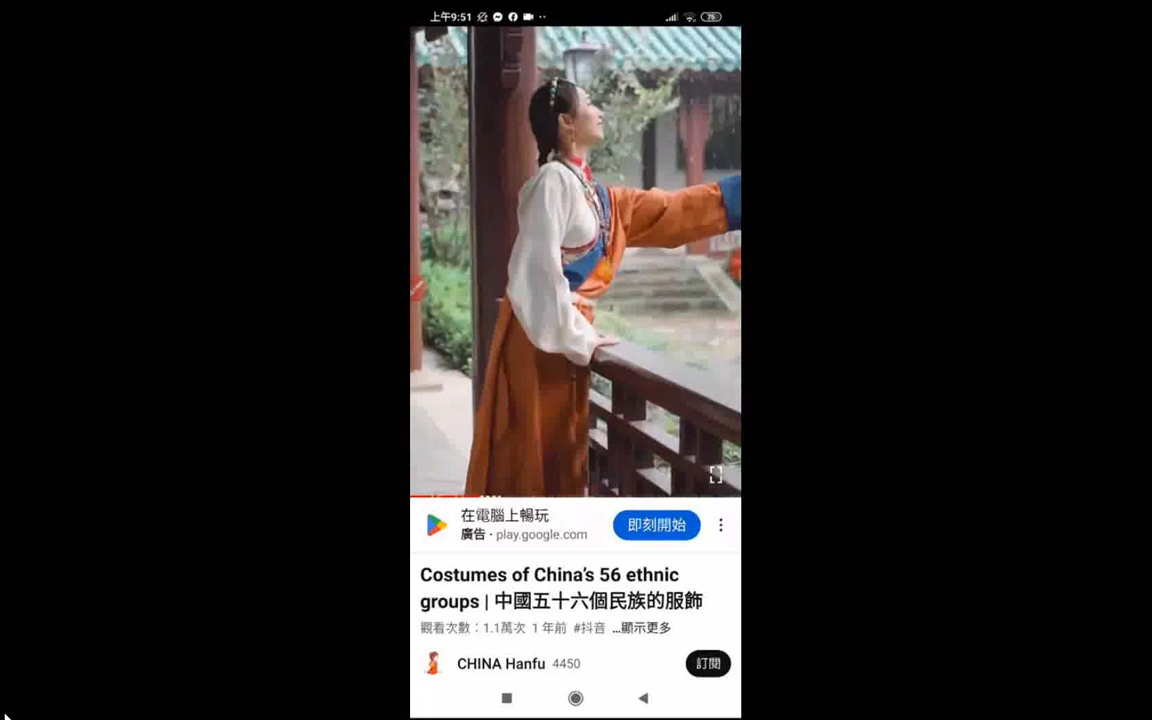 上午9:51
75
在電腦上暢玩
廣告 · play.google.com
即刻開始
Costumes of China's 56 ethnic
groups | 中國五十六個民族的服飾
觀看次數：1.1萬次 1 年前 #抖音 ...顯示更多
CHINA Hanfu 4450
訂閱